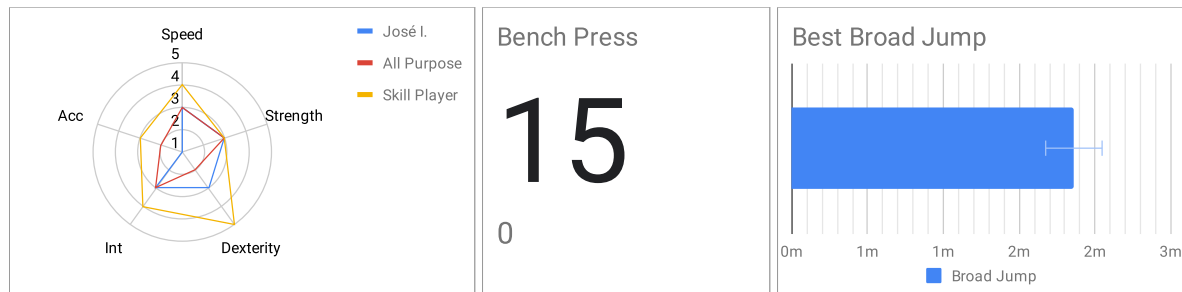 Speed
5
4
3
2
1
Acc
Strength
Int
Dexterity
José I.
All Purpose
Skill Player
Bench Press
15
0
Best Broad Jump
0m 1m 1m 2m 2m 3m
Broad Jump